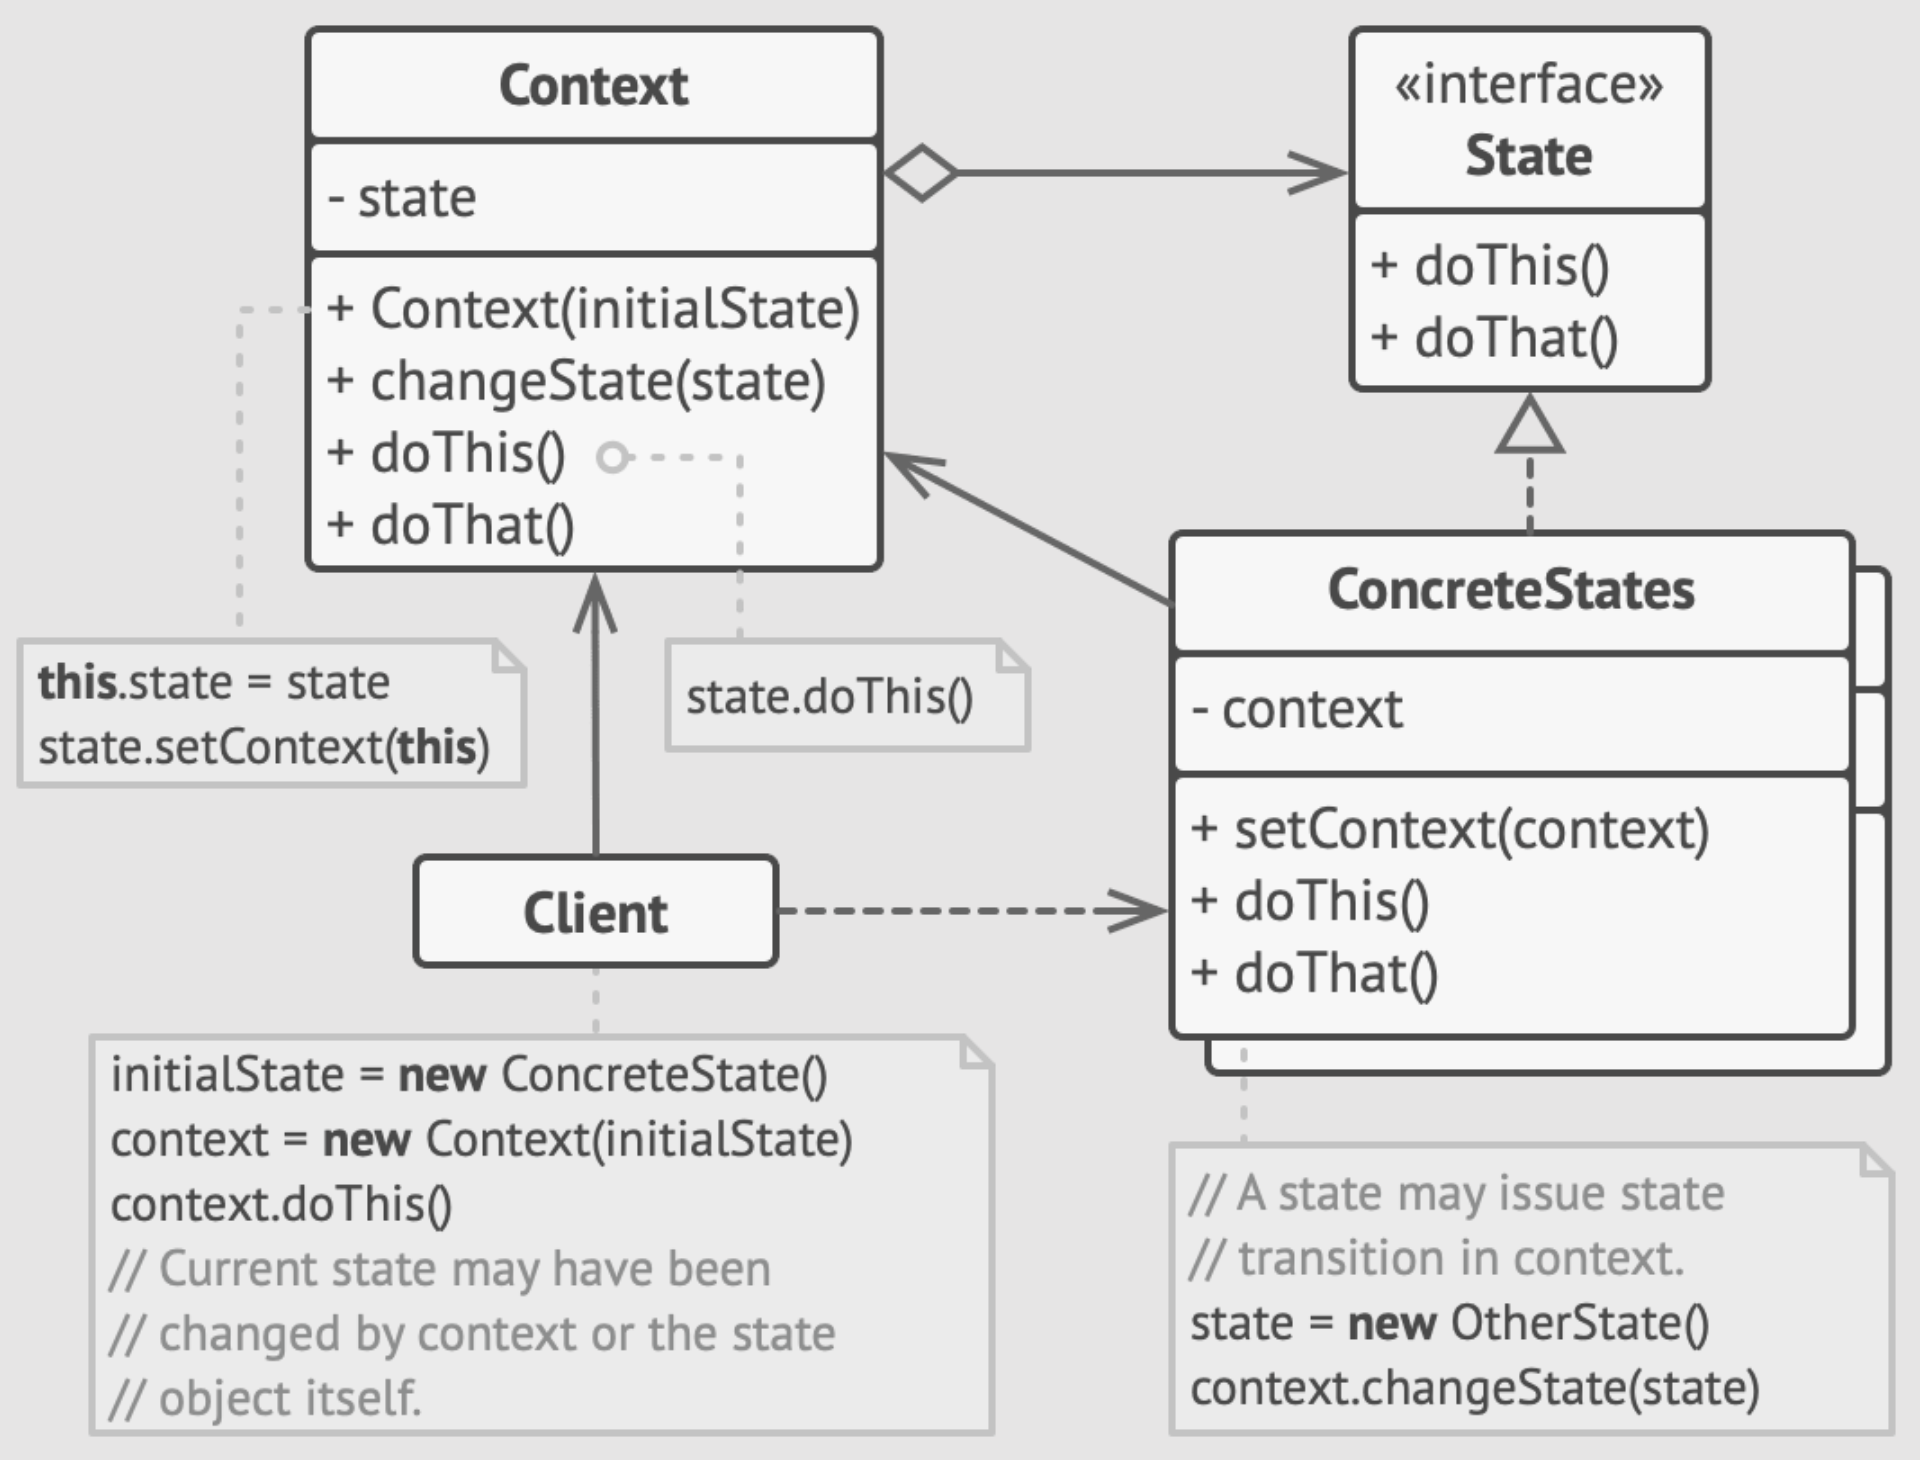 Context
- state
+ Context(initialState)
+ changeState(state)
+ doThis()
+ doThat()
«interface»
State
+ doThis()
+ doThat()
this.state = state
state.setContext(this)
state.doThis()
ConcreteStates
- context
+ setContext(context)
+ doThis()
+ doThat()
Client
initialState = new ConcreteState()
context = new Context(initialState)
context.doThis()
// Current state may have been
// changed by context or the state
// object itself.
// A state may issue state
// transition in context.
state = new OtherState()
context.changeState(state)